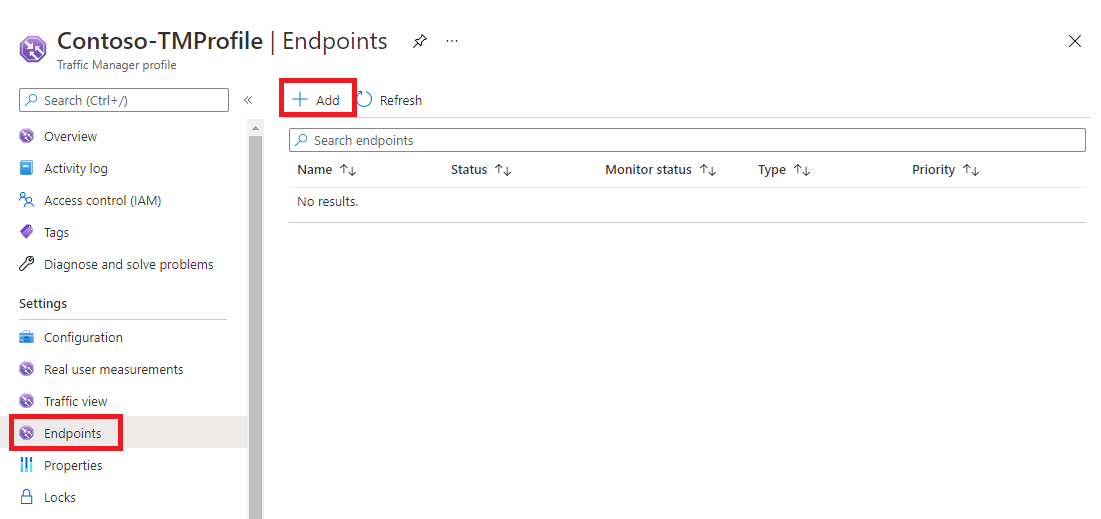 Contoso-TMProfile | Endpoints
Traffic Manager profile
Search (Ctrl+/)
Overview
Activity log
Access control (IAM)
Tags
Diagnose and solve problems
Settings
Configuration
Real user measurements
Traffic view
Endpoints
Properties
Locks
Add Refresh
Search endpoints
Name Status Monitor status Type Priority
No results.